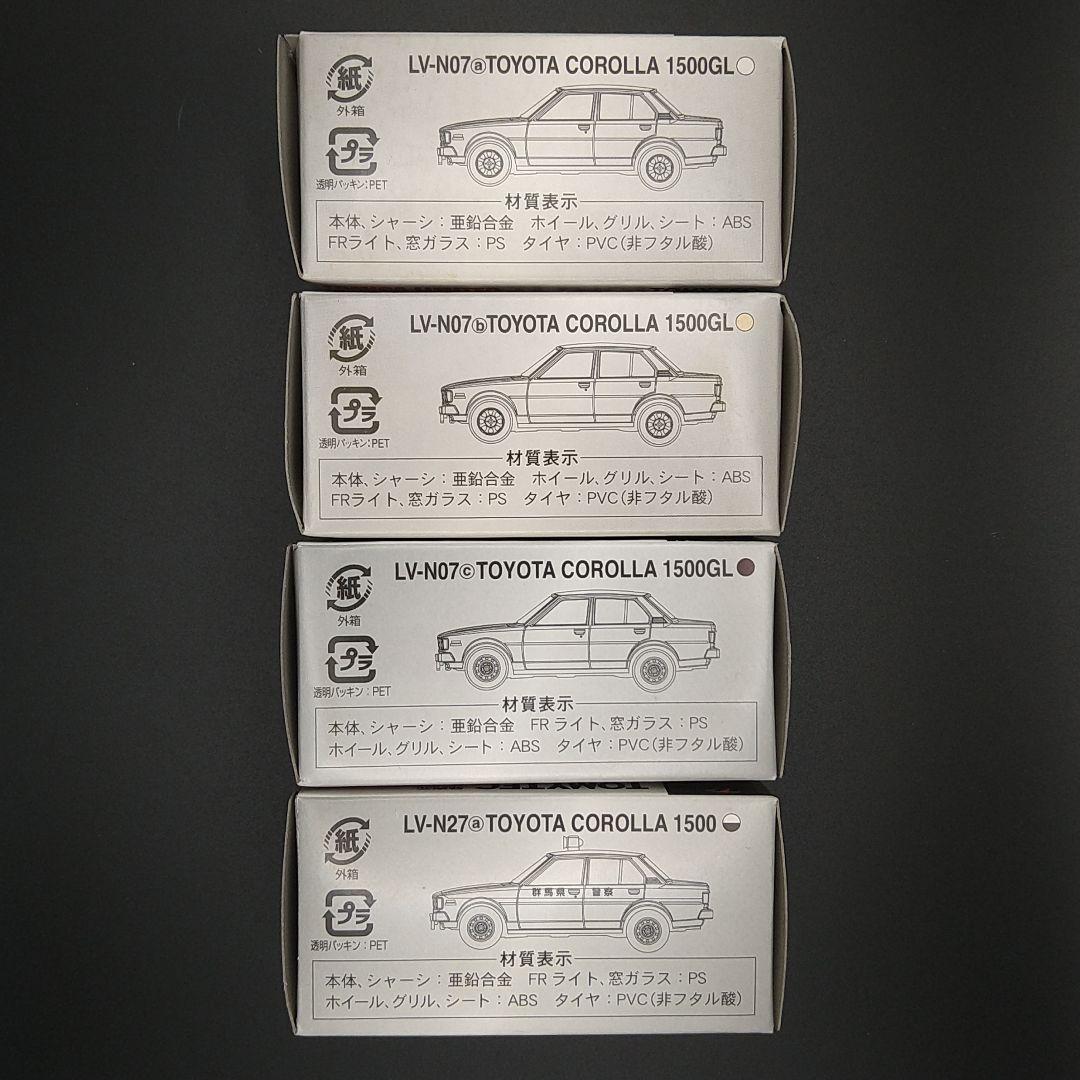 LV-N07ⓐTOYOTA COROLLA 1500GL
紙
外箱
プラ
透明パッキン:PET
材質表示
本体、シャーシ：亜鉛合金　ホイール、グリル、シート：ABS
FRライト、窓ガラス：PS　タイヤ：PVC(非フタル酸)
LV-N07ⓑTOYOTA COROLLA 1500GL
紙
外箱
プラ
透明パッキン:PET
材質表示
本体、シャーシ：亜鉛合金　ホイール、グリル、シート：ABS
FRライト、窓ガラス：PS　タイヤ：PVC(非フタル酸)
LV-N07ⓒTOYOTA COROLLA 1500GL
紙
外箱
プラ
透明パッキン：PET
材質表示
本体、シャーシ：亜鉛合金　FRライト、窓ガラス：PS
ホイール、グリル、シート：ABS　タイヤ：PVC(非フタル酸)
TOMYTEC
LV-N27ⓐTOYOTA COROLLA 1500
紙
外箱
プラ
透明パッキン：PET
群馬県 警察
材質表示
本体、シャーシ：亜鉛合金　FRライト、窓ガラス：PS
ホイール、グリル、シート：ABS　タイヤ：PVC(非フタル酸)